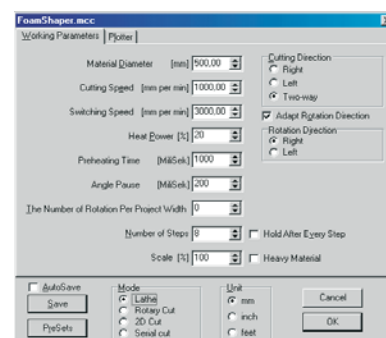 FoamShaper.mcc
Working Parameters Plotter
Material Diameter [mm] 500,00
Cutting Speed [mm per min] 1000,00
Switching Speed [mm per min] 3000,00
Heat Power [%] 20
Preheating Time [MiliSek] 1000
Angle Pause [MiliSek] 200
The Number of Rotation Per Project Width 0
Number of Steps 8
Scale [%] 100
Cutting Direction
Right
Left
Two-way
Adapt Rotation Direction
Rotation Direction
Right
Left
Hold After Every Step
Heavy Material
AutoSave
Save
PreSets
Mode
Lathe
Rotary Cut
2D Cut
Serial cut
Unit
mm
inch
feet
Cancel
OK